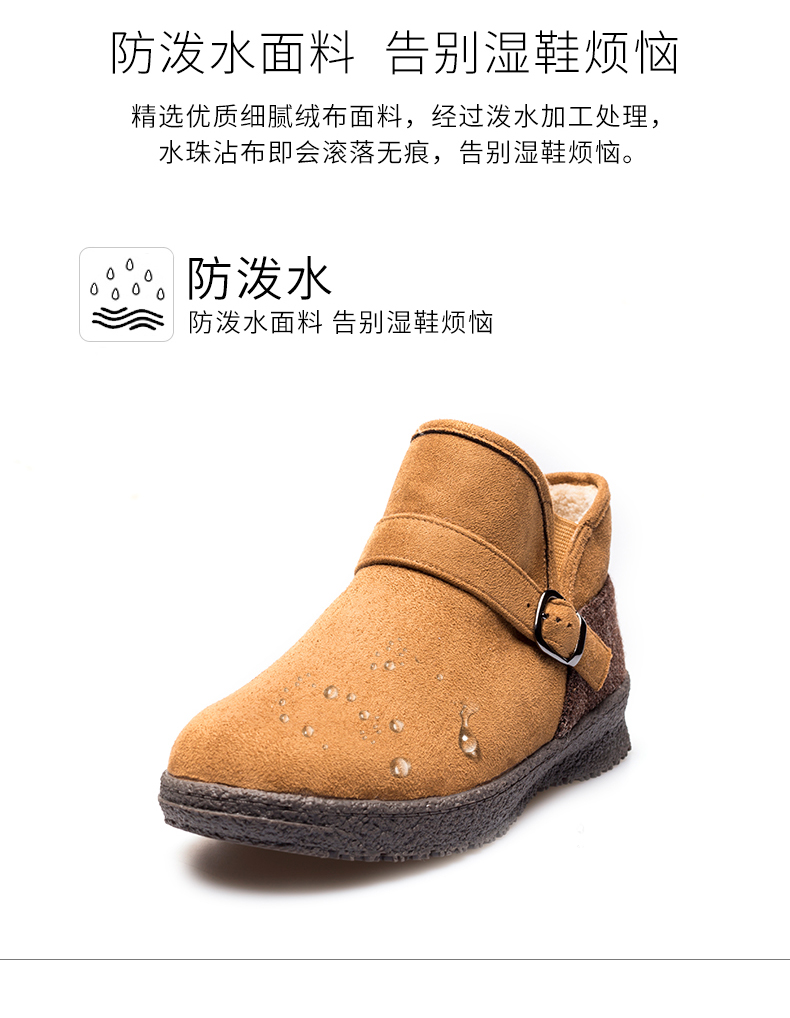 防泼水面料 告别湿鞋烦恼
精选优质细腻绒布面料，经过泼水加工处理，
水珠沾布即会滚落无痕，告别湿鞋烦恼。
防泼水
防泼水面料 告别湿鞋烦恼